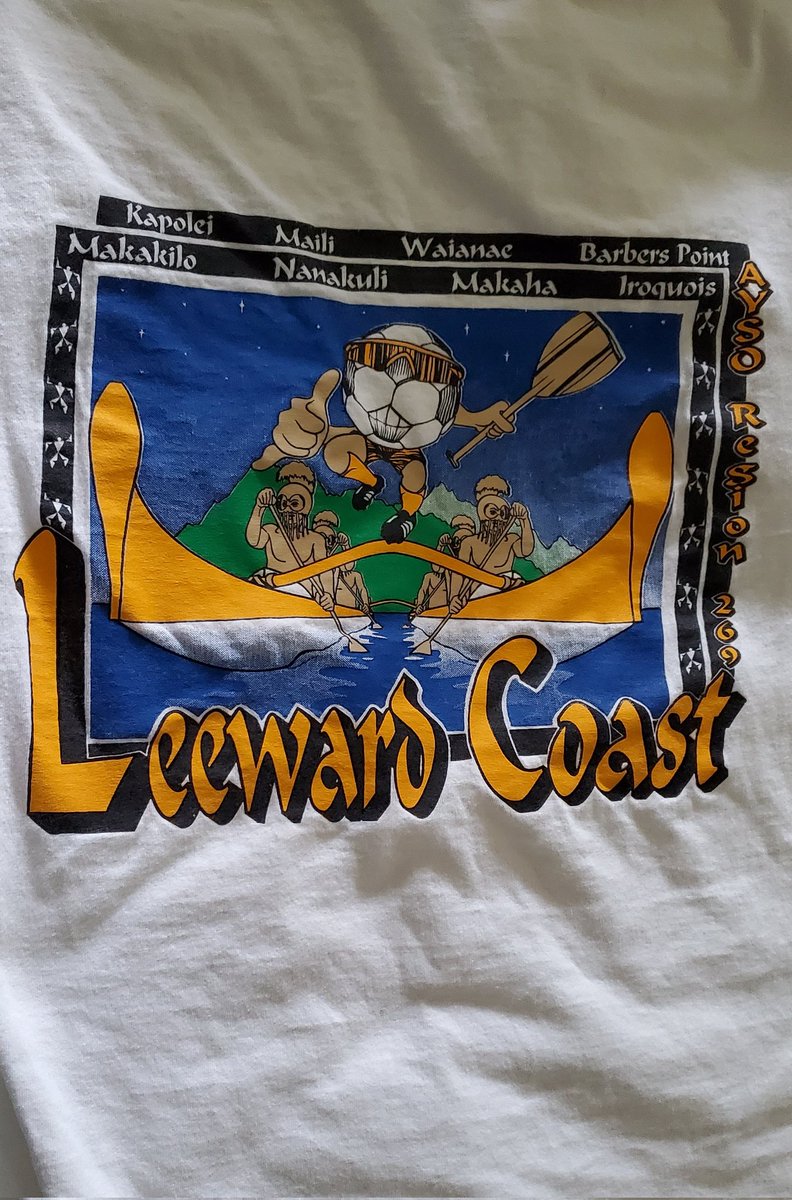 Kapolei Maili Waianae Barbers Point
Makakilo Nanakuli Makaha Iroquois
AYSO Region 269
Leeward Coast